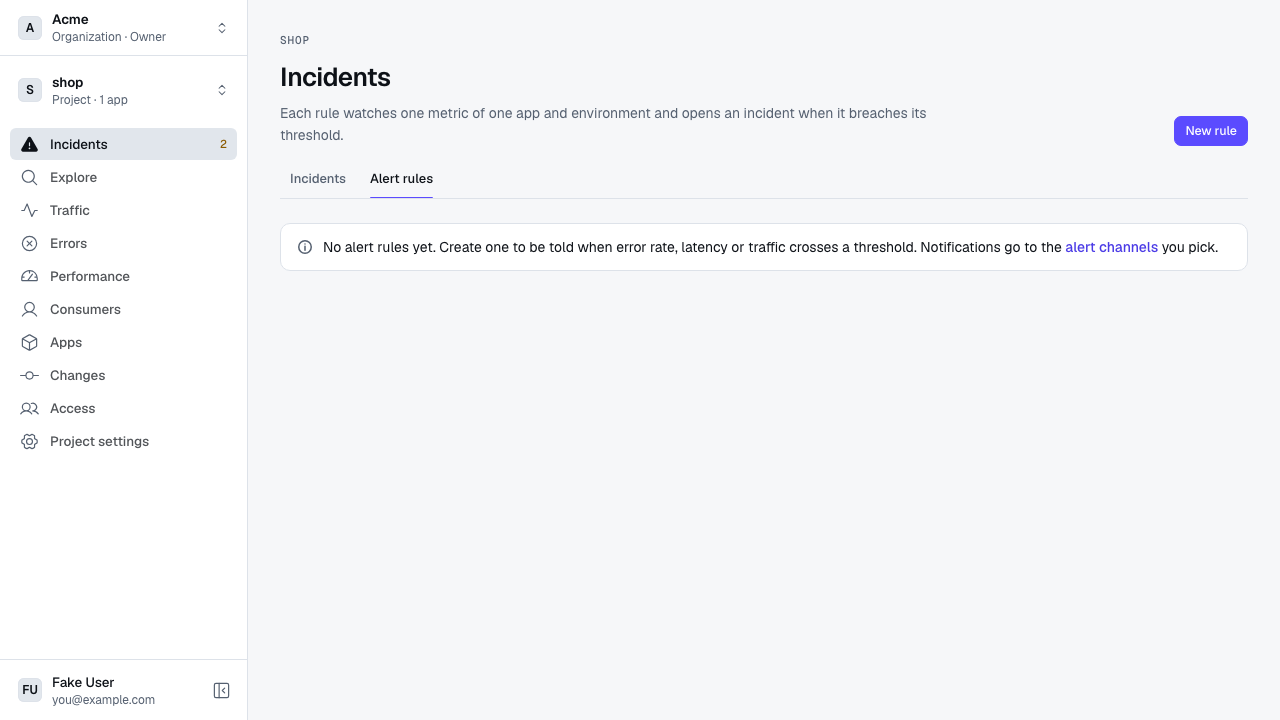 A
Acme
Organization · Owner
S
shop
Project · 1 app
Incidents
2
Explore
Traffic
Errors
Performance
Consumers
Apps
Changes
Access
Project settings
FU
Fake User
you@example.com
SHOP
Incidents
Each rule watches one metric of one app and environment and opens an incident when it breaches its
threshold.
New rule
Incidents
Alert rules
No alert rules yet. Create one to be told when error rate, latency or traffic crosses a threshold. Notifications go to the alert channels you pick.